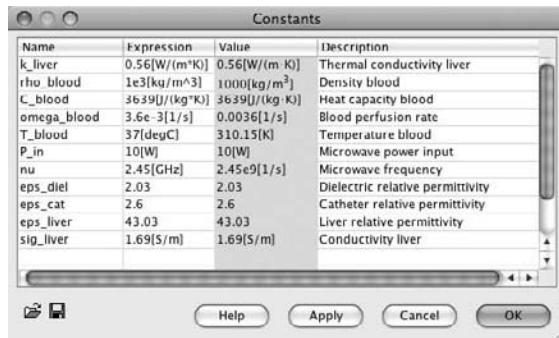 Constants
Name Expression Value Description
k_liver 0.56[W/(m*K)] 0.56[W/(m·K)] Thermal conductivity liver
rho_blood 1e3[kg/m^3] 1000[kg/m³] Density blood
C_blood 3639[J/(kg*K)] 3639[J/(kg·K)] Heat capacity blood
omega_blood 3.6e-3[1/s] 0.0036[1/s] Blood perfusion rate
T_blood 37[degC] 310.15[K] Temperature blood
P_in 10[W] 10[W] Microwave power input
nu 2.45[GHz] 2.45e9[1/s] Microwave frequency
eps_diel 2.03 2.03 Dielectric relative permittivity
eps_cat 2.6 2.6 Catheter relative permittivity
eps_liver 43.03 43.03 Liver relative permittivity
sig_liver 1.69[S/m] 1.69[S/m] Conductivity liver
Help Apply Cancel OK